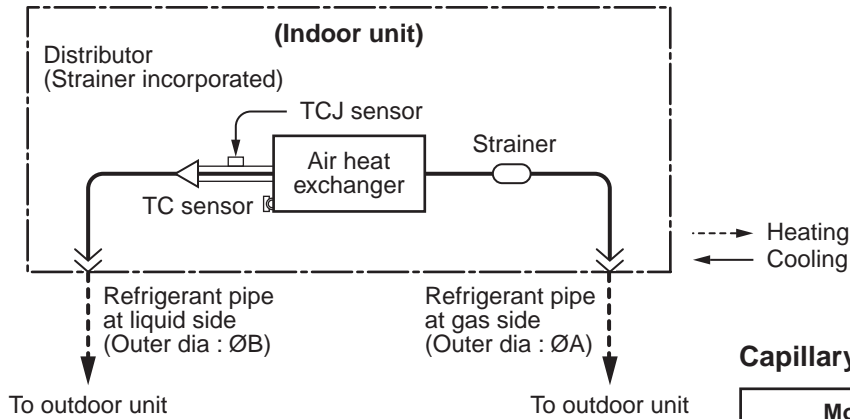 (Indoor unit)
Distributor
(Strainer incorporated)
TCJ sensor
Strainer
Air heat
exchanger
TC sensor
Heating
Cooling
Refrigerant pipe
at liquid side
(Outer dia : ØB)
Refrigerant pipe
at gas side
(Outer dia : ØA)
To outdoor unit
To outdoor unit
Capillary